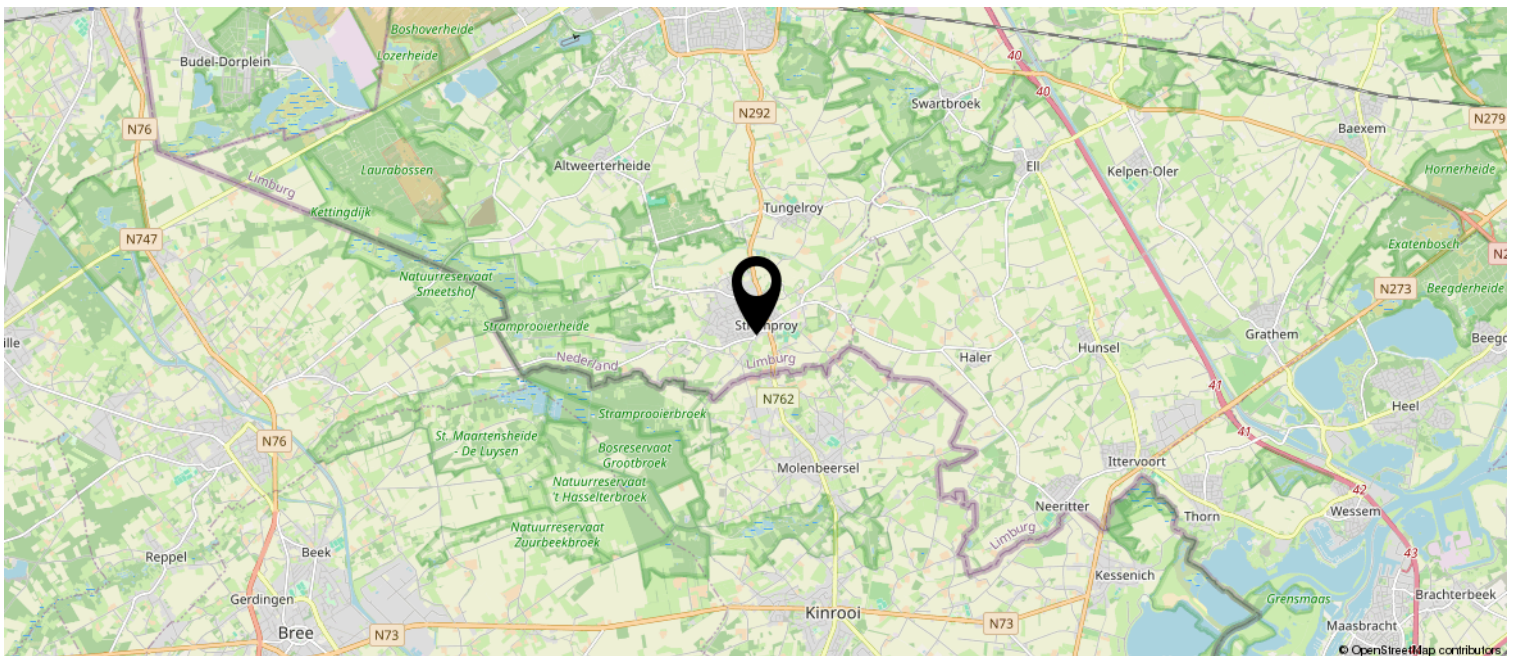 Boshoverheide
Budel-Dorplein
Lozerheide
40
40
Swartbroek
N292
N76
N279
Baexem
Altweerterheide
Ell
Kelpen-Oler
Laurabossen
Hornerheide
Limburg
Kettingdijk
Tungelroy
N747
Exatenbosch
Natuurreservaat
Smeetshof
N273
Beegderheide
Stramprooierheide
Grathem
Nederland
Limburg
Haler
Hunsel
41
N762
Heel
Stramprooierbroek
41
N76
St. Maartensheide
- De Luysen
Bosreservaat
Grootbroek
Molenbeersel
Ittervoort
Natuurreservaat
't Hasselterbroek
42
Neeritter
Thorn
Wessem
Natuurreservaat
Zuurbeekbroek
Limburg
Reppel
Beek
43
Kessenich
Gerdingen
Grensmaas
Brachterbeek
Kinrooi
N73
Bree
N73
Maasbracht
© OpenStreetMap contributors